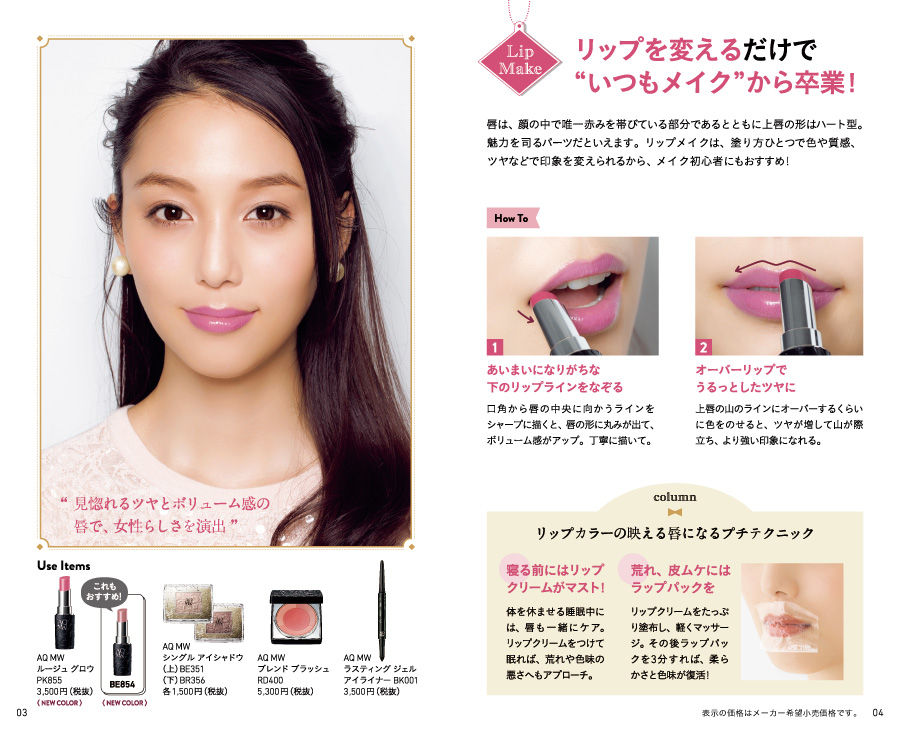 “ 見惚れるツヤとボリューム感の
唇で、女性らしさを演出 ”
Use Items
これも
おすすめ!
AQ MW
ルージュ グロウ
PK855
3,500円(税抜)
(NEW COLOR)
BE854
(NEW COLOR)
AQ MW
シングル アイシャドウ
(上)BE351
(下)BR356
各1,500円(税抜)
AQ MW
ブレンド ブラッシュ
RD400
5,300円(税抜)
AQ MW
ラスティング ジェル
アイライナー BK001
3,500円(税抜)
03
Lip
Make
リップを変えるだけで
“いつもメイク”から卒業!
唇は、顔の中で唯一赤みを帯びている部分であるとともに上唇の形はハート型。
魅力を司るパーツだといえます。リップメイクは、塗り方ひとつで色や質感、
ツヤなどで印象を変えられるから、メイク初心者にもおすすめ!
How To
1
あいまいになりがちな
下のリップラインをなぞる
口角から唇の中央に向かうラインを
シャープに描くと、唇の形に丸みが出て、
ボリューム感がアップ。丁寧に描いて。
2
オーバーリップで
うるっとしたツヤに
上唇の山のラインにオーバーするくらい
に色をのせると、ツヤが増して山が際
立ち、より強い印象になれる。
column
リップカラーの映える唇になるプチテクニック
寝る前にはリップ
クリームがマスト!
体を休ませる睡眠中に
は、唇も一緒にケア。
リップクリームをつけて
眠れば、荒れや色味の
悪さへもアプローチ。
荒れ、皮ムケには
ラップパックを
リップクリームをたっぷ
り塗布し、軽くマッサー
ジ。その後ラップパッ
クを3分すれば、柔ら
かさと色味が復活!
表示の価格はメーカー希望小売価格です。
04